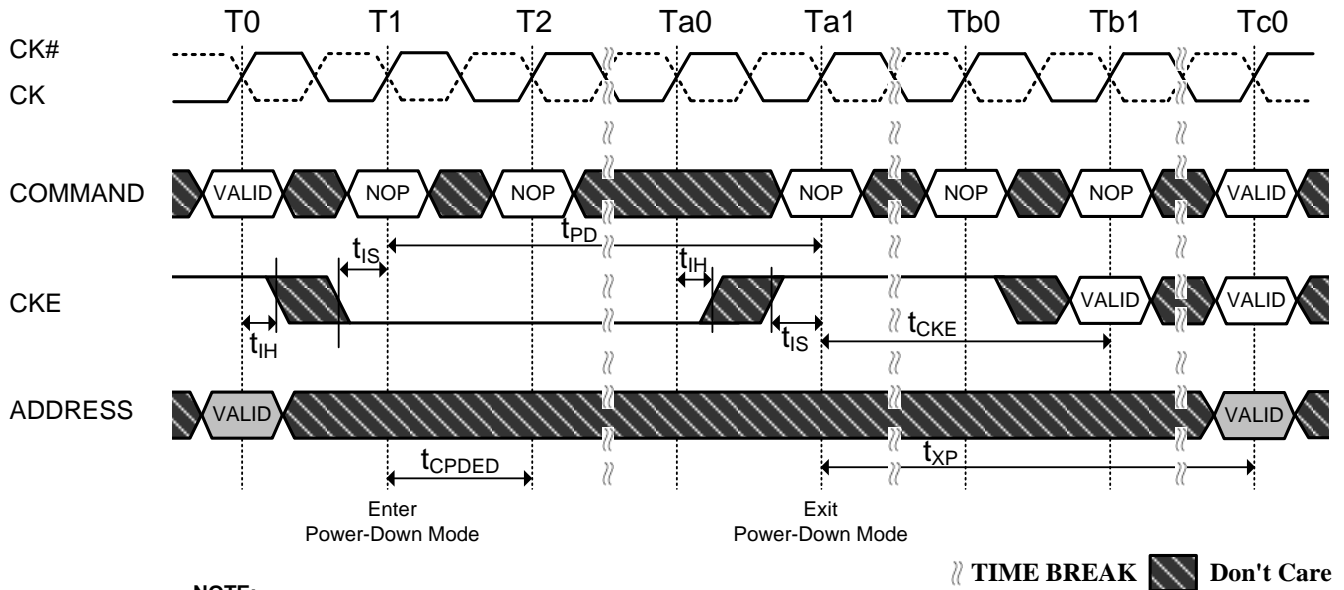 T0 T1 T2 Ta0 Ta1 Tb0 Tb1 Tc0
CK#
CK
COMMAND VALID NOP NOP NOP NOP NOP VALID
tPD
tIS tIH
CKE VALID VALID
tIH tIS tCKE
ADDRESS VALID VALID
tCPDED tXP
Enter
Power-Down Mode
Exit
Power-Down Mode
TIME BREAK Don't Care
NOTE: